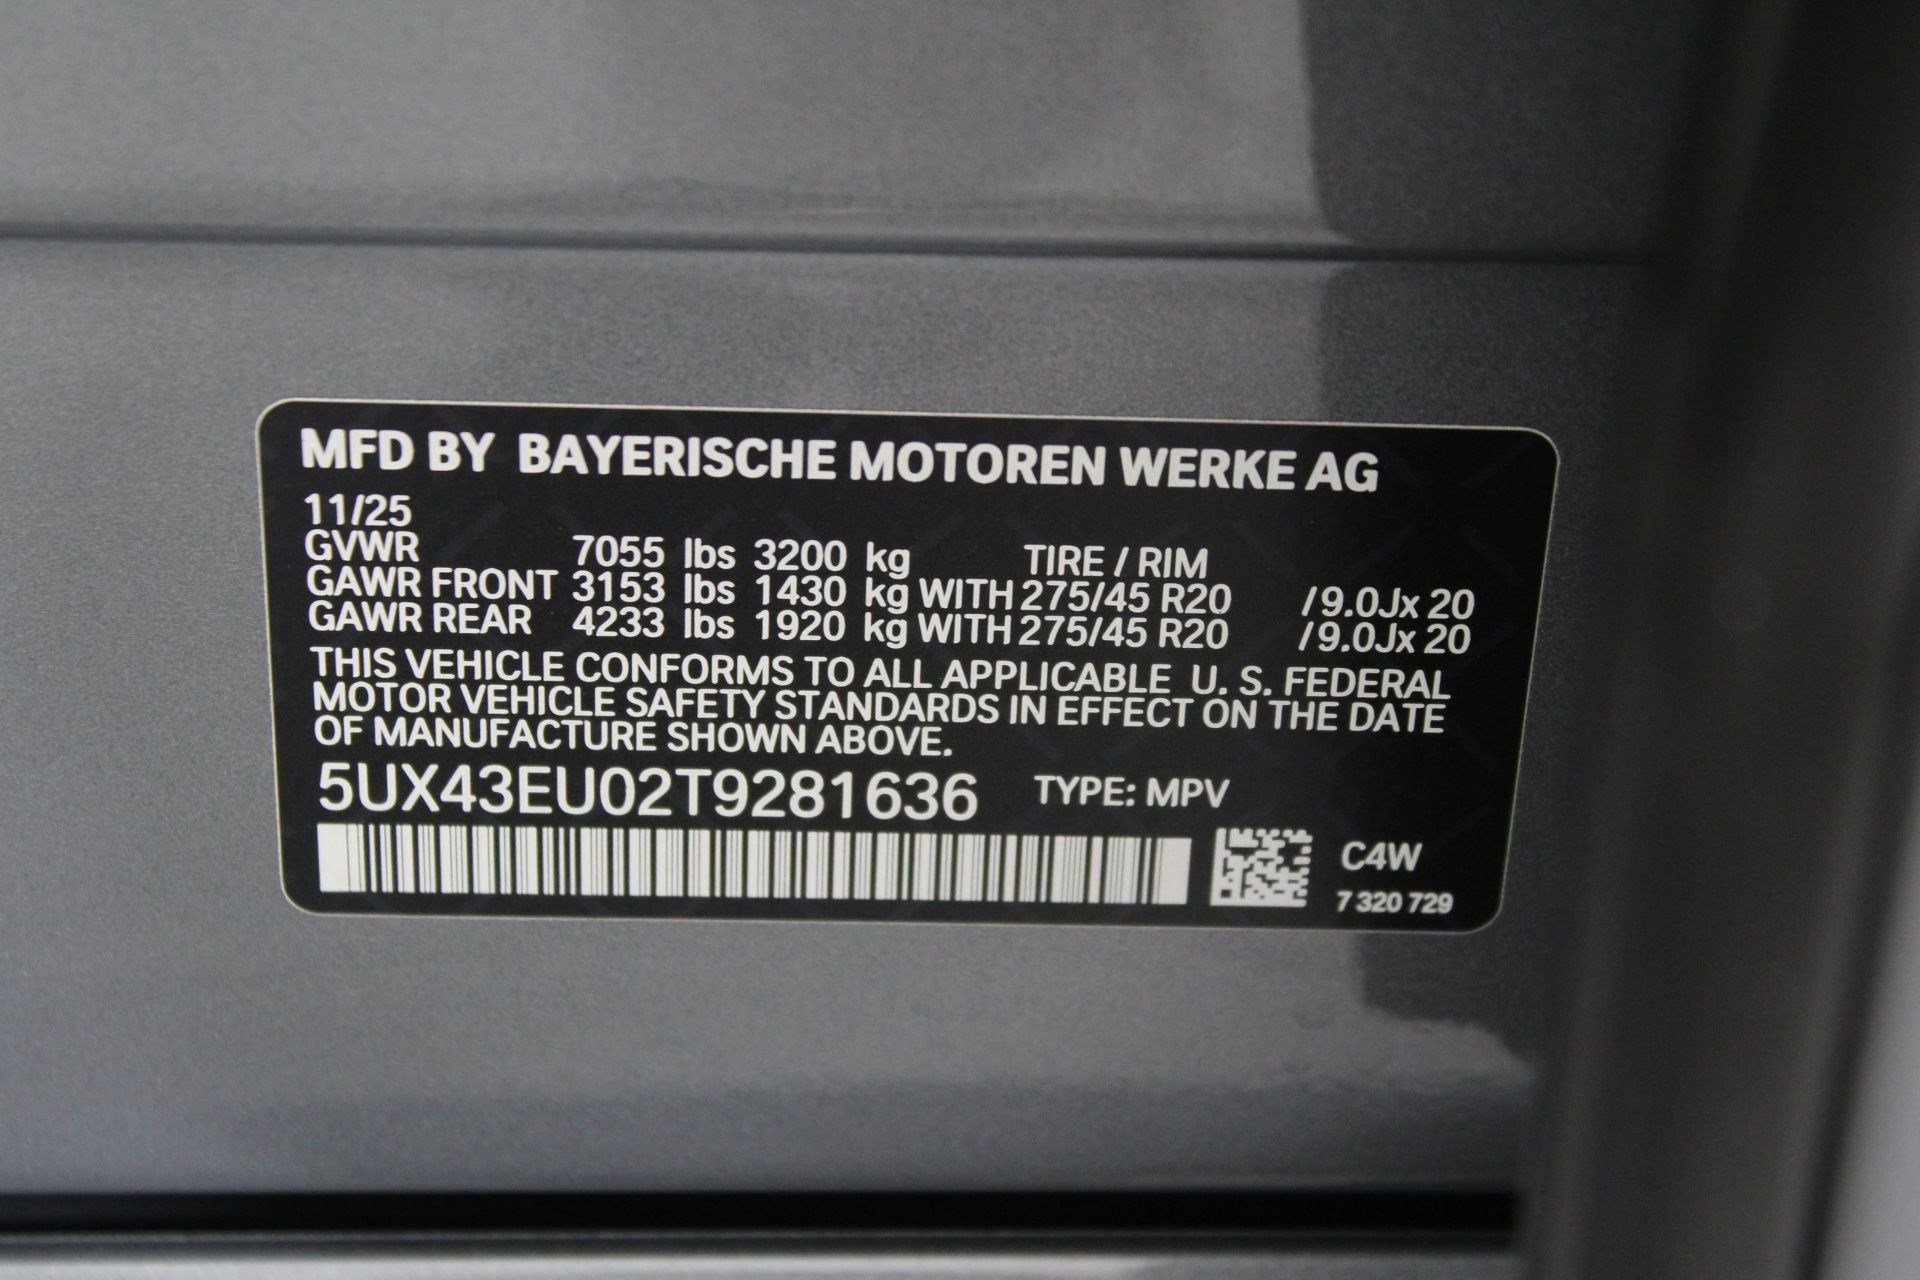 MFD BY BAYERISCHE MOTOREN WERKE AG
11/25
GVWR 7055 lbs 3200 kg TIRE / RIM
GAWR FRONT 3153 lbs 1430 kg WITH 275/45 R20 / 9.0Jx 20
GAWR REAR 4233 lbs 1920 kg WITH 275/45 R20 / 9.0Jx 20
THIS VEHICLE CONFORMS TO ALL APPLICABLE U. S. FEDERAL
MOTOR VEHICLE SAFETY STANDARDS IN EFFECT ON THE DATE
OF MANUFACTURE SHOWN ABOVE.
5UX43EU02T9281636 TYPE: MPV
C4W
7 320 729